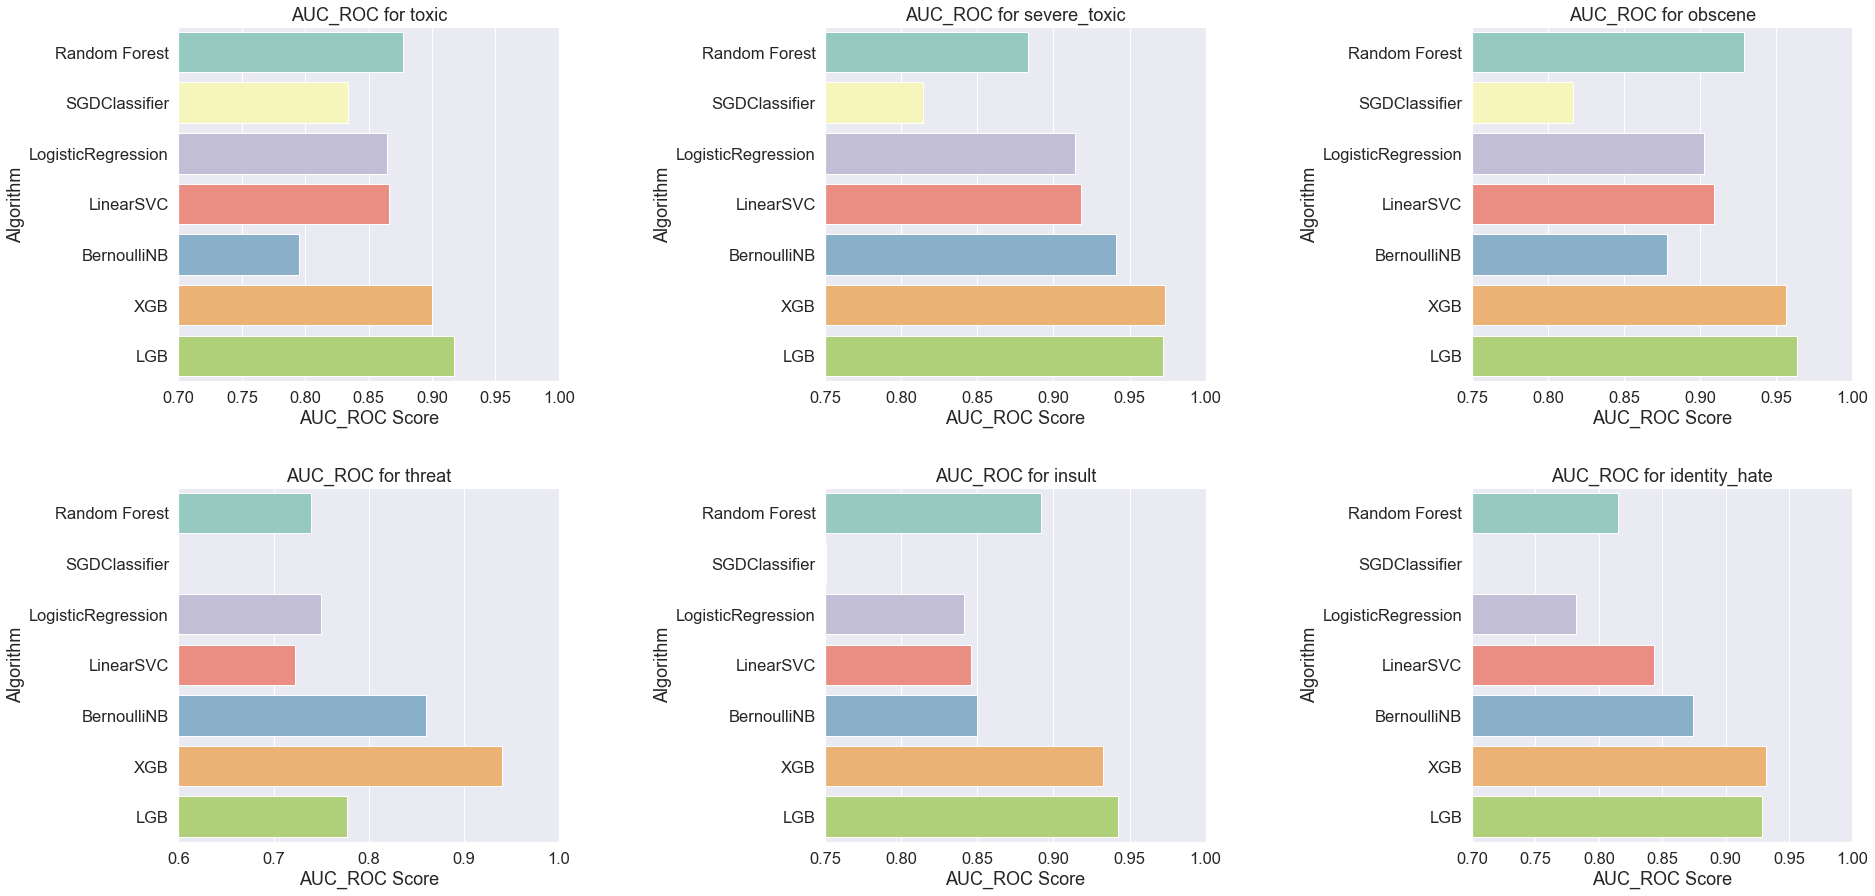 AUC_ROC for toxic
Algorithm
Random Forest
SGDClassifier
LogisticRegression
LinearSVC
BernoulliNB
XGB
LGB
0.70 0.75 0.80 0.85 0.90 0.95 1.00
AUC_ROC Score
AUC_ROC for severe_toxic
Algorithm
Random Forest
SGDClassifier
LogisticRegression
LinearSVC
BernoulliNB
XGB
LGB
0.75 0.80 0.85 0.90 0.95 1.00
AUC_ROC Score
AUC_ROC for obscene
Algorithm
Random Forest
SGDClassifier
LogisticRegression
LinearSVC
BernoulliNB
XGB
LGB
0.75 0.80 0.85 0.90 0.95 1.00
AUC_ROC Score
AUC_ROC for threat
Algorithm
Random Forest
SGDClassifier
LogisticRegression
LinearSVC
BernoulliNB
XGB
LGB
0.6 0.7 0.8 0.9 1.0
AUC_ROC Score
AUC_ROC for insult
Algorithm
Random Forest
SGDClassifier
LogisticRegression
LinearSVC
BernoulliNB
XGB
LGB
0.75 0.80 0.85 0.90 0.95 1.00
AUC_ROC Score
AUC_ROC for identity_hate
Algorithm
Random Forest
SGDClassifier
LogisticRegression
LinearSVC
BernoulliNB
XGB
LGB
0.70 0.75 0.80 0.85 0.90 0.95 1.00
AUC_ROC Score